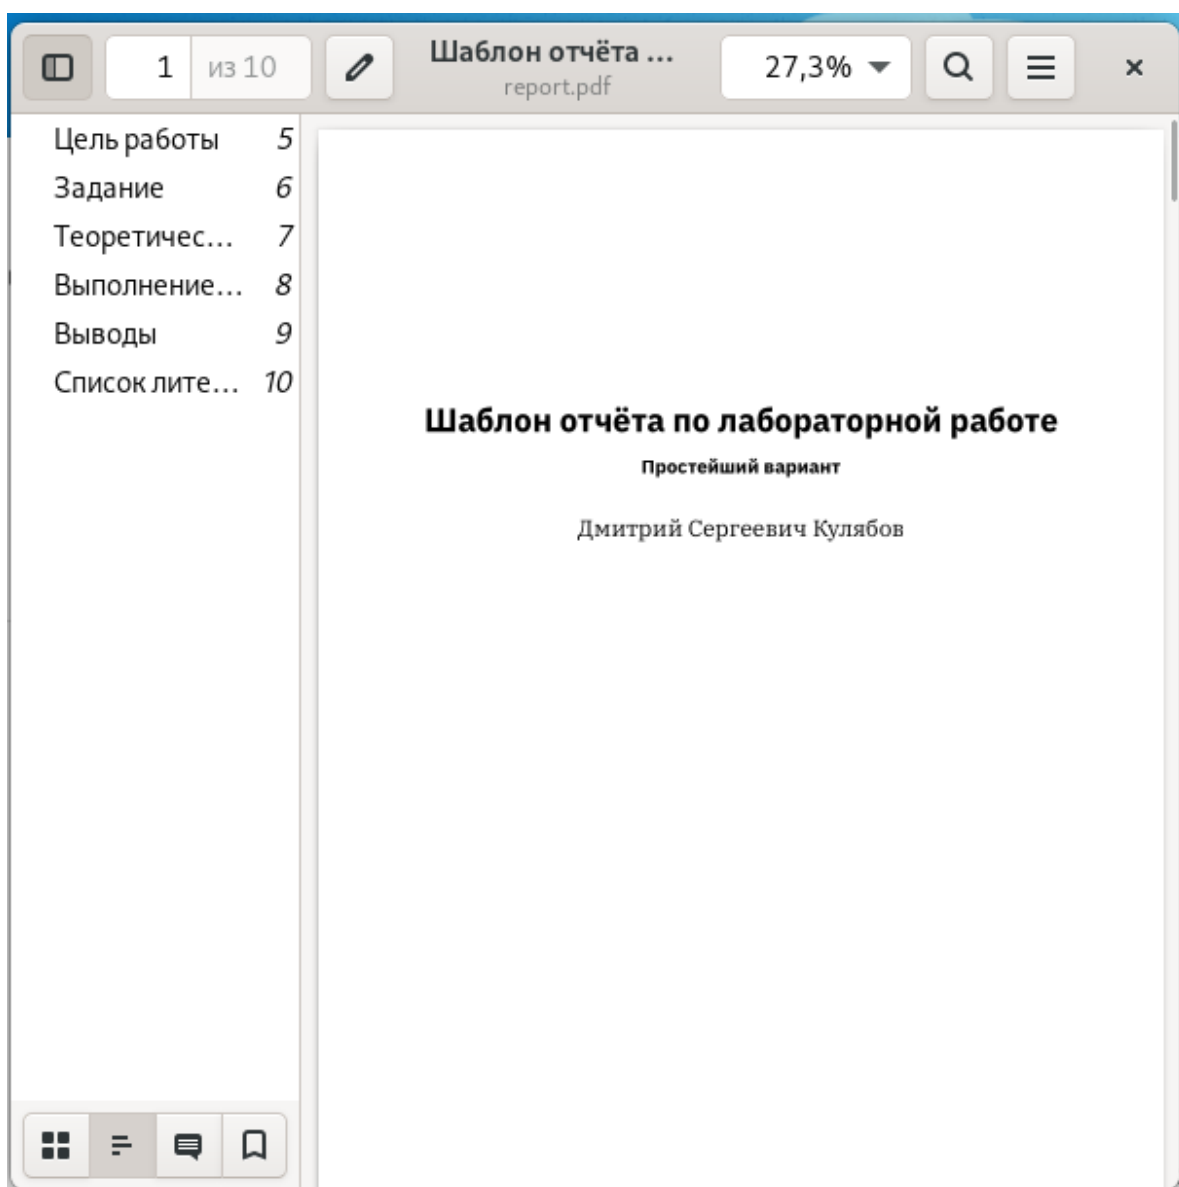 1 из 10 Шаблон отчёта ... 27,3%
report.pdf
Цель работы 5
Задание 6
Теоретичес... 7
Выполнение... 8
Выводы 9
Список лите... 10
Шаблон отчёта по лабораторной работе
Простейший вариант
Дмитрий Сергеевич Кулябов